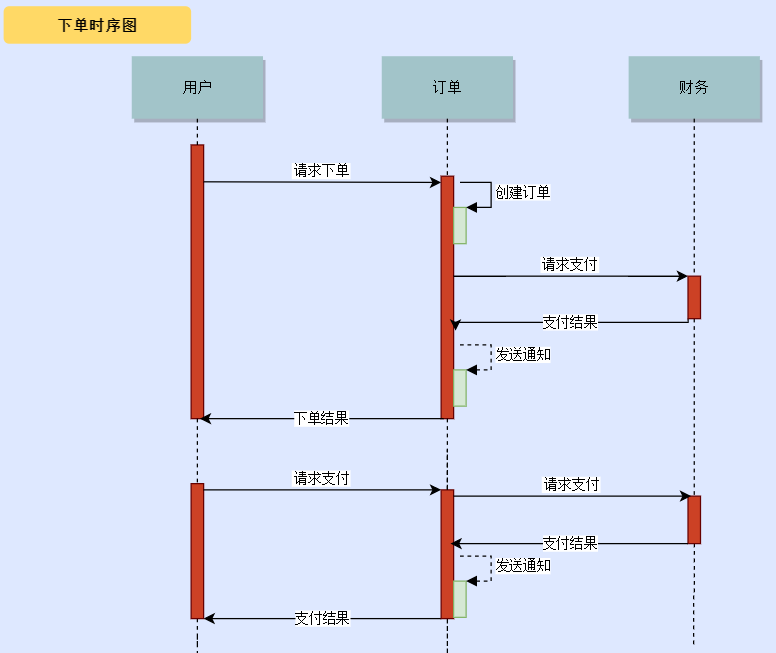 下单时序图
用户
订单
财务
请求下单
创建订单
请求支付
支付结果
发送通知
下单结果
请求支付
请求支付
支付结果
发送通知
支付结果